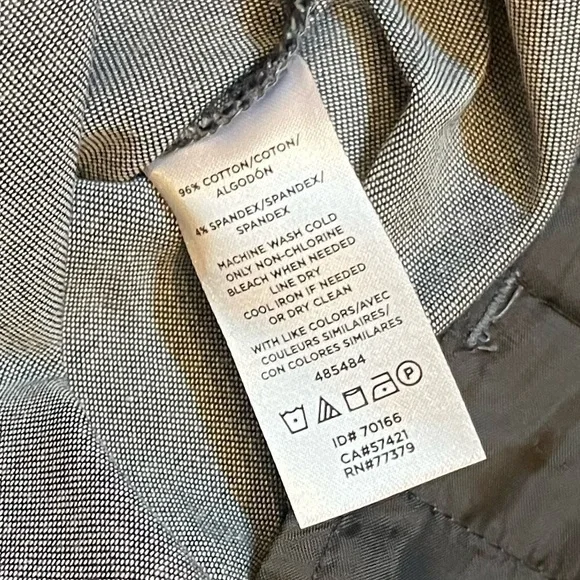 96% COTTON/COTON/
ALGODÓN
4% SPANDEX/SPANDEX/
SPANDEX
MACHINE WASH COLD
ONLY NON-CHLORINE
BLEACH WHEN NEEDED
LINE DRY
COOL IRON IF NEEDED
OR DRY CLEAN
WITH LIKE COLORS/AVEC
COULEURS SIMILAIRES/
CON COLORES SIMILARES
485484
P
ID# 70166
CA#57421
RN#77379